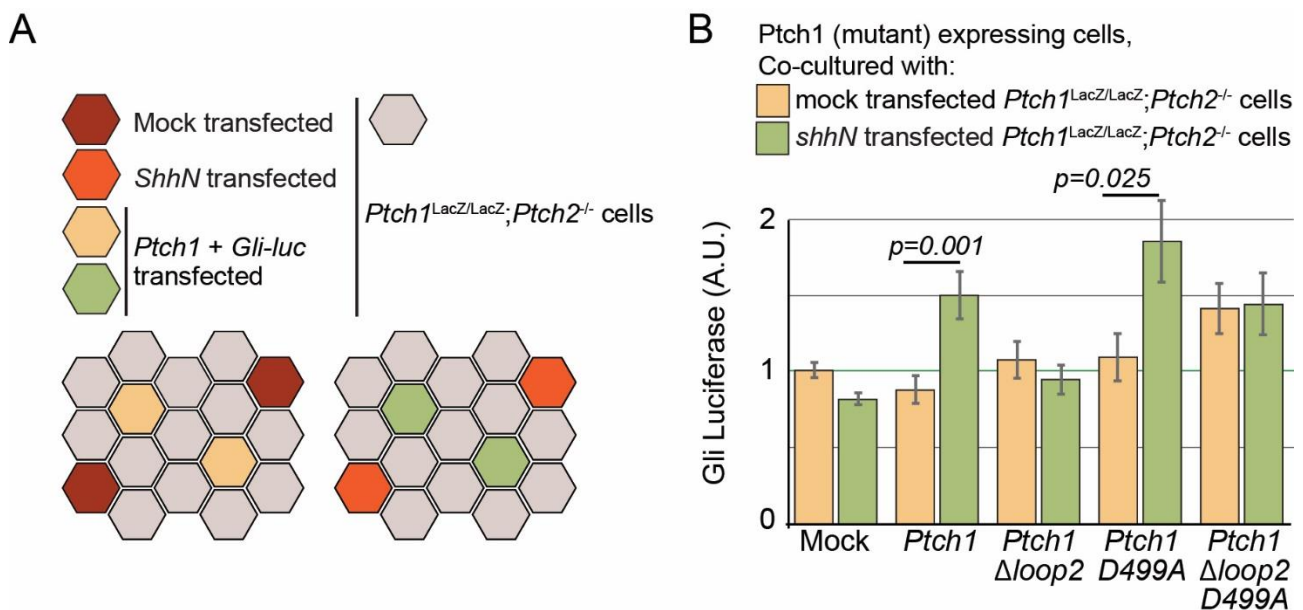 A
Mock transfected
ShhN transfected
Ptch1 + Gli-luc
transfected
Ptch1LacZ/LacZ;Ptch2-/- cells
B
Ptch1 (mutant) expressing cells,
Co-cultured with:
mock transfected Ptch1LacZ/LacZ;Ptch2-/- cells
shhN transfected Ptch1LacZ/LacZ;Ptch2-/- cells
p=0.001
p=0.025
Gli Luciferase (A.U.)
2
1
0
Mock
Ptch1
Ptch1
Δloop2
Ptch1
D499A
Ptch1
Δloop2
D499A